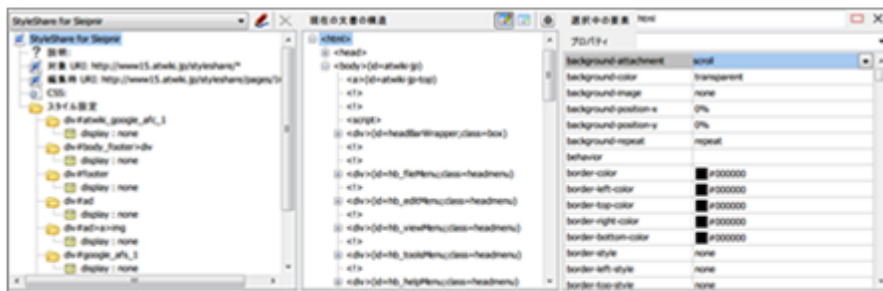 StyleShare for Sleipnir
StyleShare for Sleipnir
説明:
対象 URI: http://www15.atwiki.jp/styleshare/*
編集例 URI: http://www15.atwiki.jp/styleshare/pages/1
CSS:
スタイル設定
div#atwiki_google_afc_1
display : none
div#body_footer>div
display : none
div#footer
display : none
div#ad
display : none
div#ad>a>img
display : none
div#google_afs_1
display : none
現在の文書の構造
<html>
<head>
<body>(id=atwiki-jp)
<a>(id=atwiki-jp-top)
<!>
<!>
<script>
<div>(id=headBarWrapper;class=box)
<!>
<!>
<div>(id=hb_fileMenu;class=headmenu)
<!>
<div>(id=hb_editMenu;class=headmenu)
<!>
<div>(id=hb_viewMenu;class=headmenu)
<!>
<div>(id=hb_toolsMenu;class=headmenu)
<!>
<div>(id=hb_helpMenu;class=headmenu)
選択中の要素 html
プロパティ
background-attachment scroll
background-color transparent
background-image none
background-position-x 0%
background-position-y 0%
background-repeat repeat
behavior
border-color #000000
border-left-color #000000
border-top-color #000000
border-right-color #000000
border-bottom-color #000000
border-style none
border-left-style none
border-top-style none